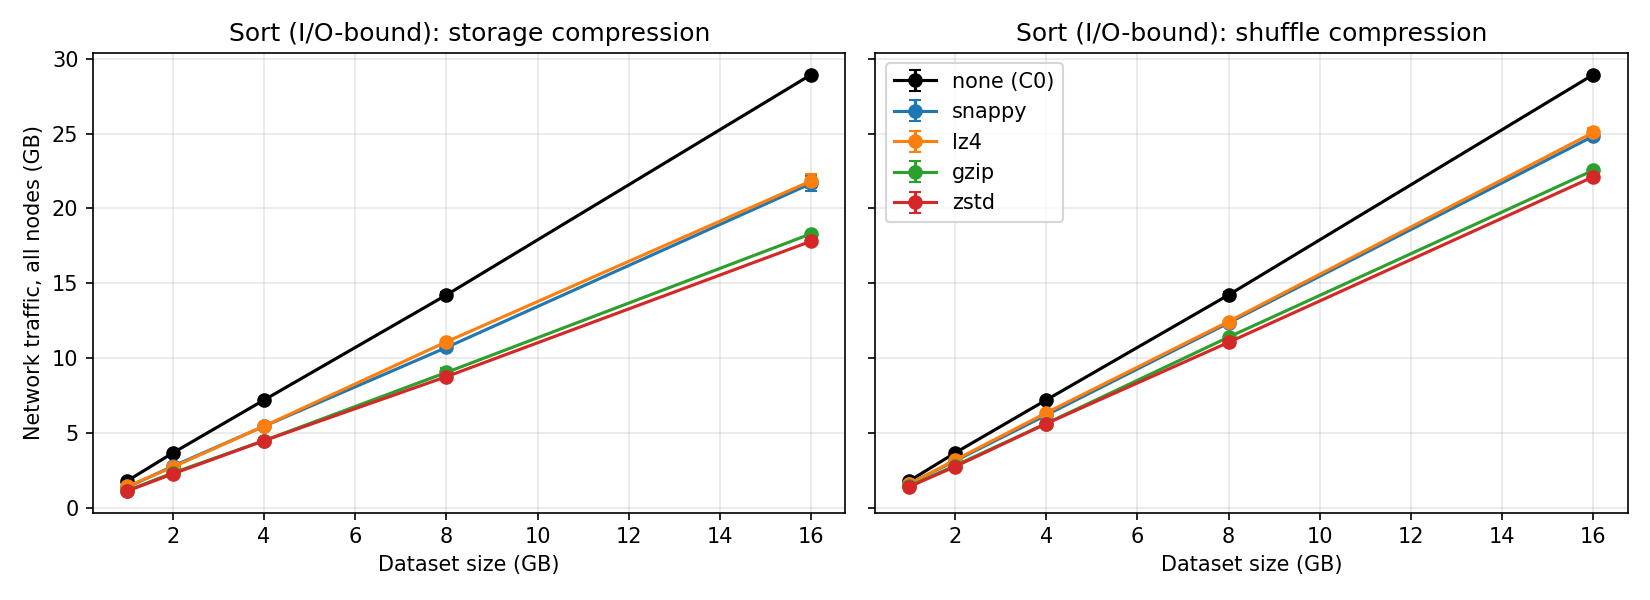 Sort (I/O-bound): storage compression
Network traffic, all nodes (GB)
30
25
20
15
10
5
0
2 4 6 8 10 12 14 16
Dataset size (GB)
Sort (I/O-bound): shuffle compression
none (C0)
snappy
lz4
gzip
zstd
2 4 6 8 10 12 14 16
Dataset size (GB)